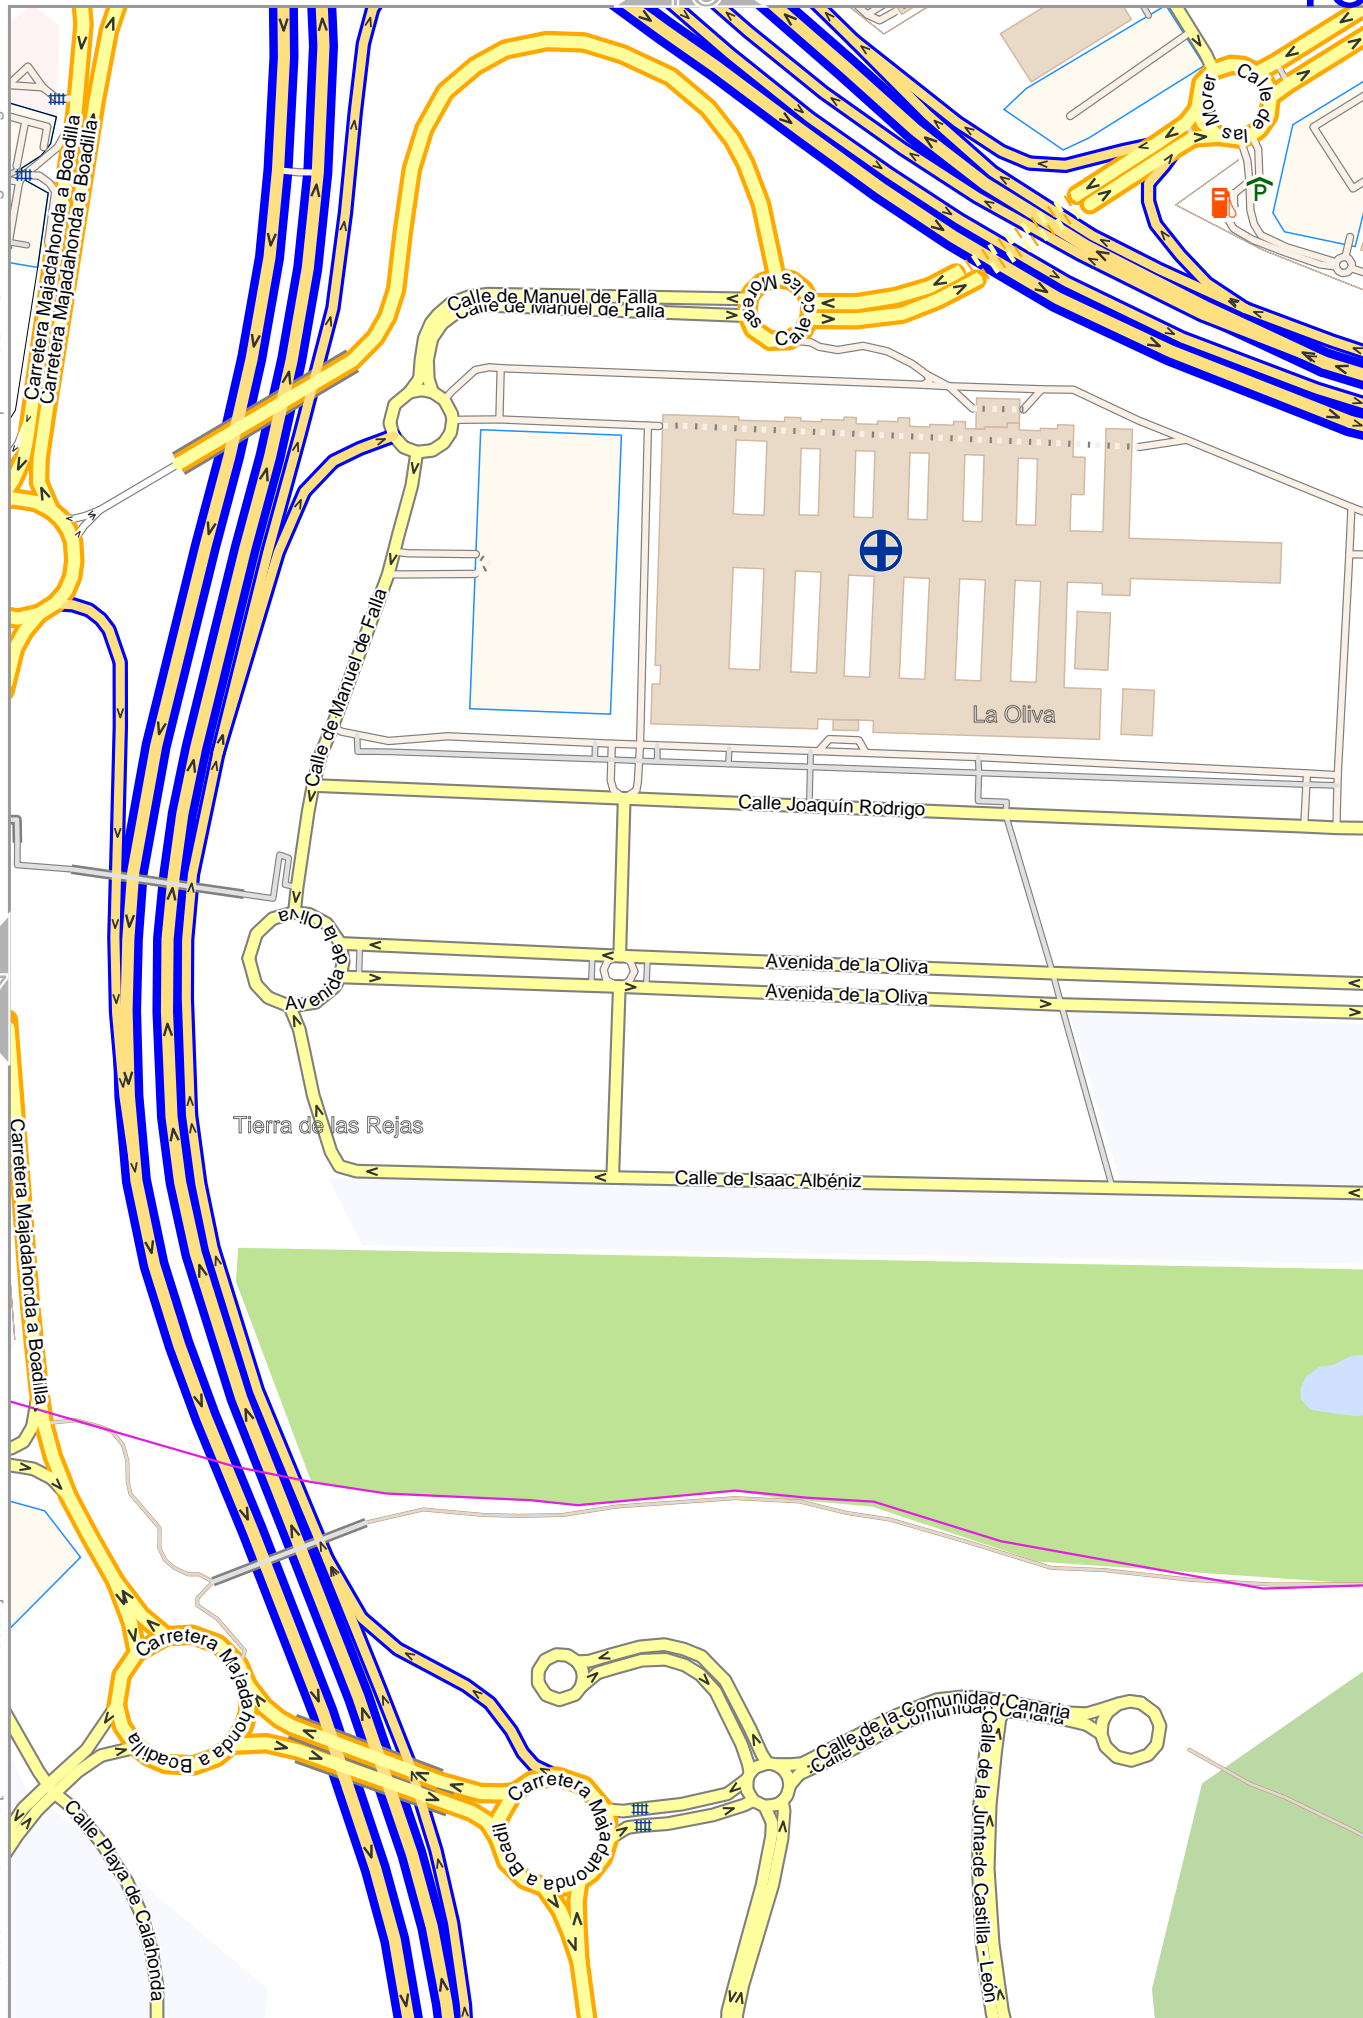 Calle de
las
Morer
Carretera Majadahonda a Boadilla
Carretera Majadahonda a Boadilla
P
Calle de las
Moreras
Calle de Manuel de Falla
Calle de Manuel de Falla
Calle de Manuel de Falla
La Oliva
Calle Joaquín Rodrigo
Avenida de la Oliva
Avenida de la Oliva
Avenida de la Oliva
Tierra de las Rejas
Calle de Isaac Albéniz
Carretera Majadahonda a Boadilla
Carretera Majadahonda a Boadilla
Calle de la Comunidad Canaria
Calle de la Comunidad Canaria
Calle de la Junta de Castilla - León
Carretera Majadahonda a Boadil
Calle Playa de Calahonda